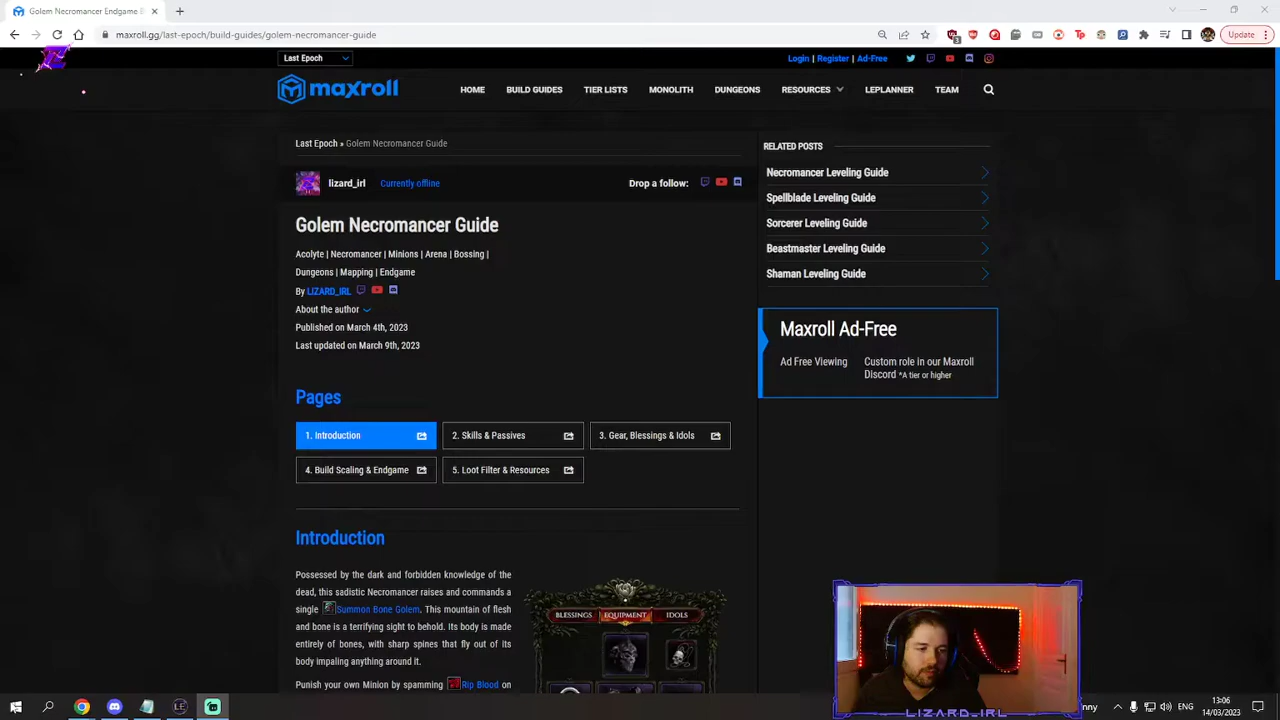 Golem Necromancer Endgame B
maxroll.gg/last-epoch/build-guides/golem-necromancer-guide
Update
Last Epoch
Login | Register | Ad-Free
maxroll
HOME
BUILD GUIDES
TIER LISTS
MONOLITH
DUNGEONS
RESOURCES
LEPLANNER
TEAM
Last Epoch » Golem Necromancer Guide
RELATED POSTS
Necromancer Leveling Guide
Spellblade Leveling Guide
Sorcerer Leveling Guide
Beastmaster Leveling Guide
Shaman Leveling Guide
lizard_irl Currently offline
Drop a follow:
Golem Necromancer Guide
Acolyte | Necromancer | Minions | Arena | Bossing |
Dungeons | Mapping | Endgame
By LIZARD_IRL
About the author
Published on March 4th, 2023
Last updated on March 9th, 2023
Maxroll Ad-Free
Ad Free Viewing
Custom role in our Maxroll
Discord *A tier or higher
Pages
1. Introduction
2. Skills & Passives
3. Gear, Blessings & Idols
4. Build Scaling & Endgame
5. Loot Filter & Resources
Introduction
Possessed by the dark and forbidden knowledge of the
dead, this sadistic Necromancer raises and commands a
single Summon Bone Golem. This mountain of flesh
and bone is a terrifying sight to behold. Its body is made
entirely of bones, with sharp spines that fly out of its
body impaling anything around it.
Punish your own Minion by spamming Rip Blood on
BLESSINGS
EQUIPMENT
IDOLS
LIZARD_IRL
nny
ENG
13:06
14/03/2023